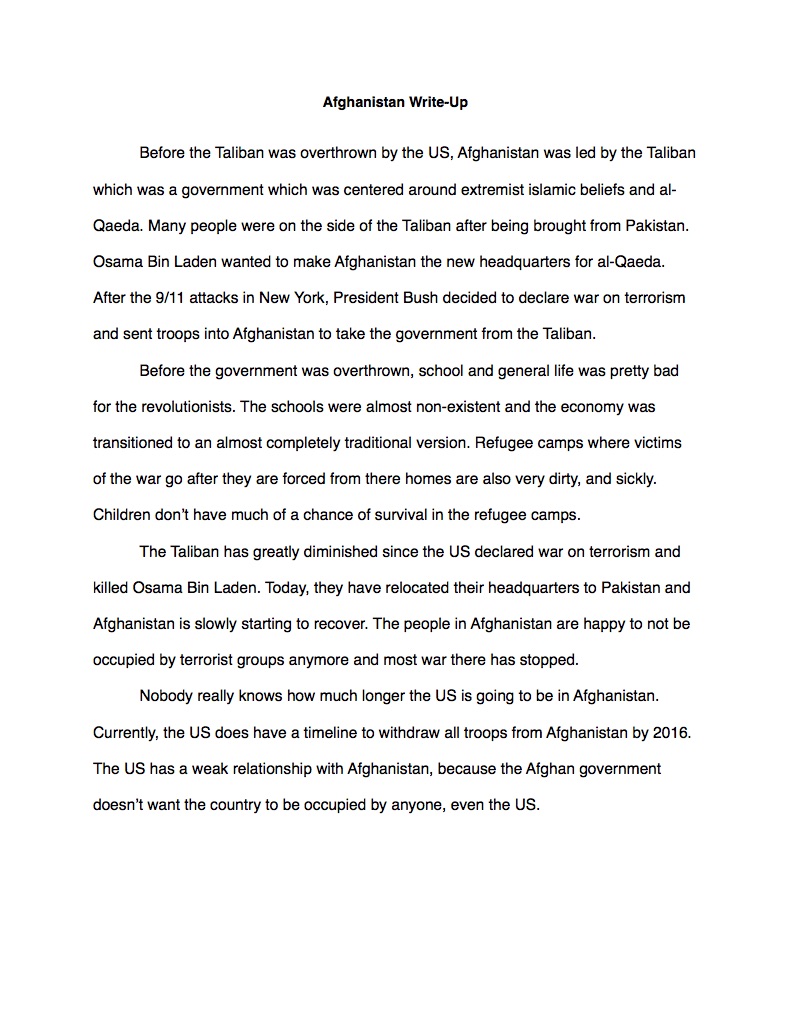 Afghanistan Write-Up
Before the Taliban was overthrown by the US, Afghanistan was led by the Taliban
which was a government which was centered around extremist islamic beliefs and al-
Qaeda. Many people were on the side of the Taliban after being brought from Pakistan.
Osama Bin Laden wanted to make Afghanistan the new headquarters for al-Qaeda.
After the 9/11 attacks in New York, President Bush decided to declare war on terrorism
and sent troops into Afghanistan to take the government from the Taliban.
Before the government was overthrown, school and general life was pretty bad
for the revolutionists. The schools were almost non-existent and the economy was
transitioned to an almost completely traditional version. Refugee camps where victims
of the war go after they are forced from there homes are also very dirty, and sickly.
Children don’t have much of a chance of survival in the refugee camps.
The Taliban has greatly diminished since the US declared war on terrorism and
killed Osama Bin Laden. Today, they have relocated their headquarters to Pakistan and
Afghanistan is slowly starting to recover. The people in Afghanistan are happy to not be
occupied by terrorist groups anymore and most war there has stopped.
Nobody really knows how much longer the US is going to be in Afghanistan.
Currently, the US does have a timeline to withdraw all troops from Afghanistan by 2016.
The US has a weak relationship with Afghanistan, because the Afghan government
doesn’t want the country to be occupied by anyone, even the US.